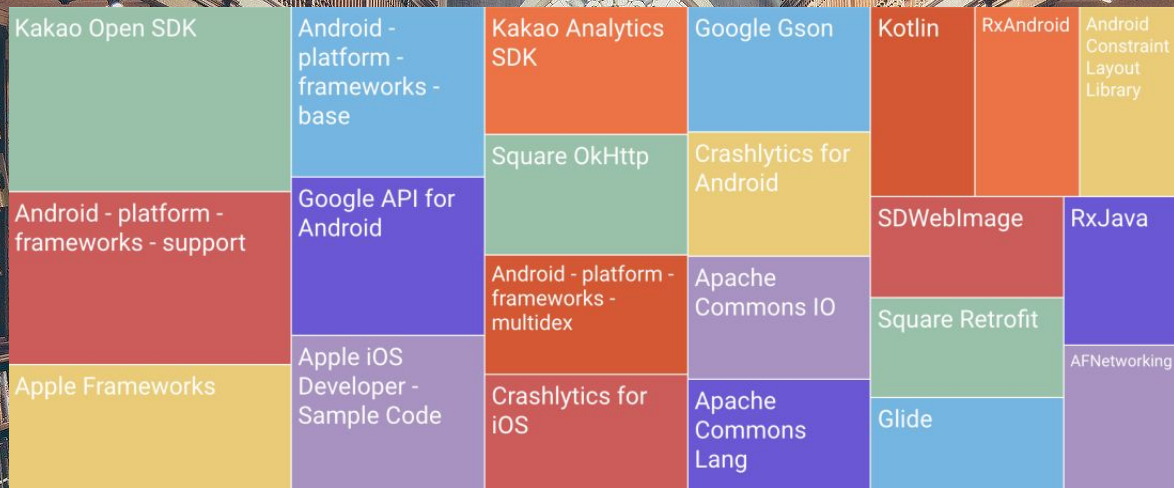 Kakao Open SDK
Android - platform -
frameworks - support
Apple Frameworks
Android -
platform -
frameworks -
base
Google API for
Android
Apple iOS
Developer -
Sample Code
Kakao Analytics
SDK
Square OkHttp
Android - platform -
frameworks -
multidex
Crashlytics for
iOS
Google Gson
Crashlytics for
Android
Apache
Commons IO
Apache
Commons
Lang
Kotlin
RxAndroid
Android
Constraint
Layout
Library
SDWebImage
RxJava
Square Retrofit
AFNetworking
Glide